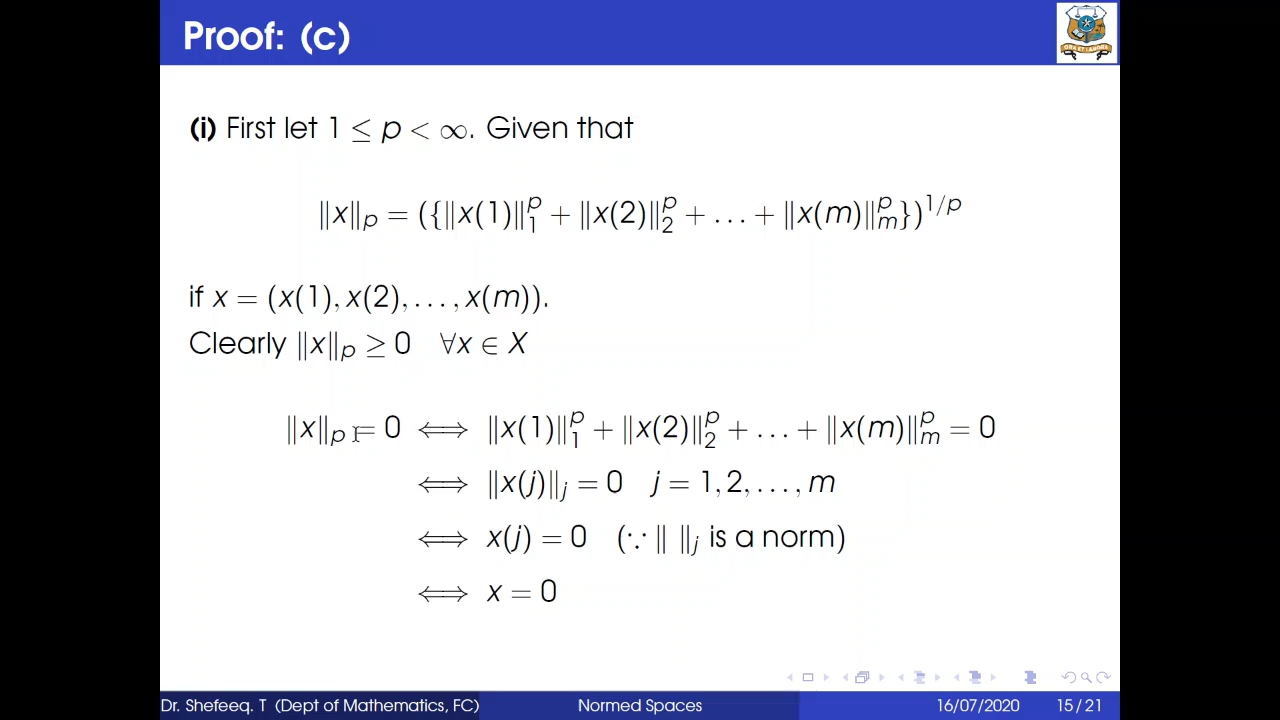 Proof: (c)
(i) First let 1 ≤ p < ∞. Given that
‖x‖_p = ({‖x(1)‖_1^p + ‖x(2)‖_2^p + . . . + ‖x(m)‖_m^p})^{1/p}
if x = (x(1), x(2), . . . , x(m)).
Clearly ‖x‖_p ≥ 0 ∀x ∈ X
‖x‖_p = 0 ⟺ ‖x(1)‖_1^p + ‖x(2)‖_2^p + . . . + ‖x(m)‖_m^p = 0
⟺ ‖x(j)‖_j = 0 j = 1, 2, . . . , m
⟺ x(j) = 0 (∵ ‖ ‖_j is a norm)
⟺ x = 0
Dr. Shefeeq. T (Dept of Mathematics, FC) Normed Spaces 16/07/2020 15 / 21